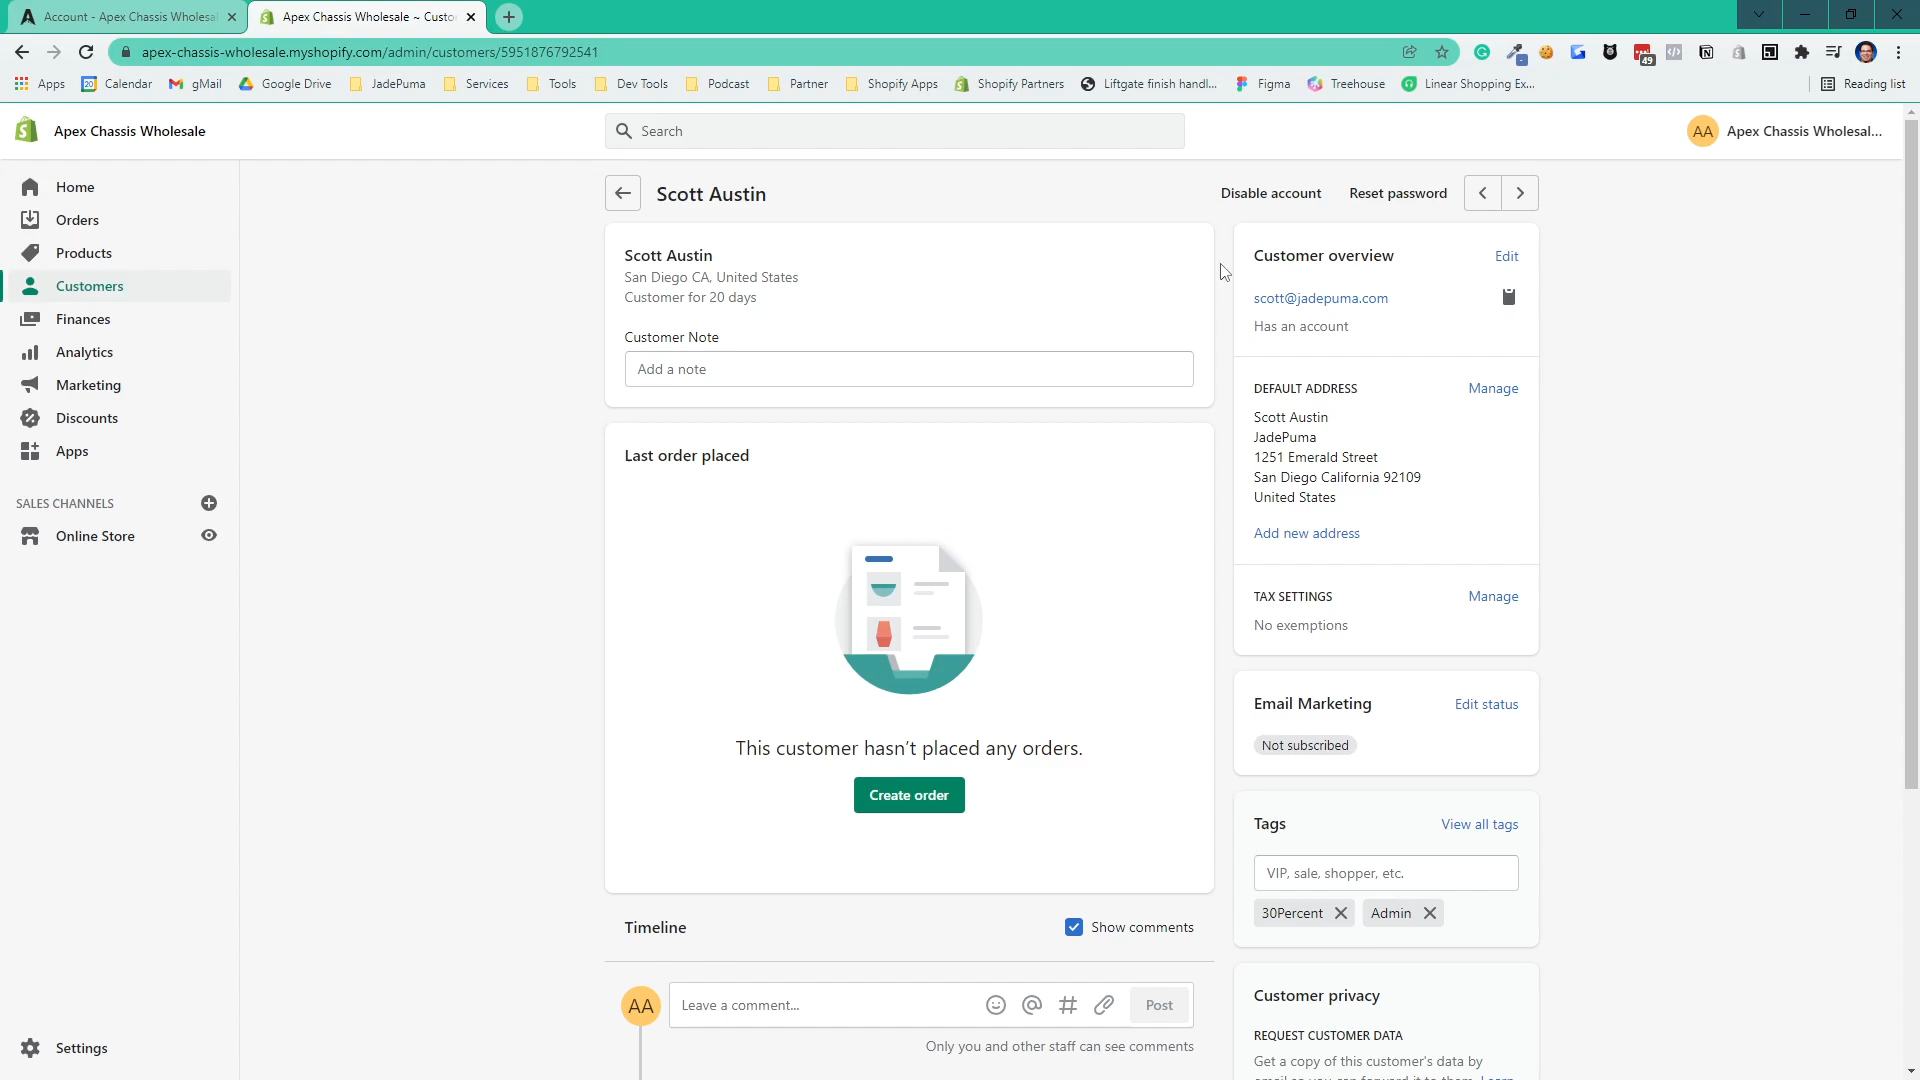 Account - Apex Chassis Wholesal
Apex Chassis Wholesale ~ Custo
apex-chassis-wholesale.myshopify.com/admin/customers/5951876792541
49
Apps
20
Calendar
gMail
Google Drive
JadePuma
Services
Tools
Dev Tools
Podcast
Partner
Shopify Apps
Shopify Partners
Liftgate finish handl...
Figma
Treehouse
Linear Shopping Ex...
Reading list
Apex Chassis Wholesale
Search
AA
Apex Chassis Wholesal...
Home
Orders
Products
Customers
Finances
Analytics
Marketing
Discounts
Apps
SALES CHANNELS
Online Store
Settings
Scott Austin
Disable account
Reset password
Scott Austin
San Diego CA, United States
Customer for 20 days
Customer Note
Add a note
Last order placed
This customer hasn't placed any orders.
Create order
Timeline
Show comments
AA
Leave a comment...
Post
Only you and other staff can see comments
Customer overview
Edit
scott@jadepuma.com
Has an account
DEFAULT ADDRESS
Manage
Scott Austin
JadePuma
1251 Emerald Street
San Diego California 92109
United States
Add new address
TAX SETTINGS
Manage
No exemptions
Email Marketing
Edit status
Not subscribed
Tags
View all tags
VIP, sale, shopper, etc.
30Percent
Admin
Customer privacy
REQUEST CUSTOMER DATA
Get a copy of this customer's data by